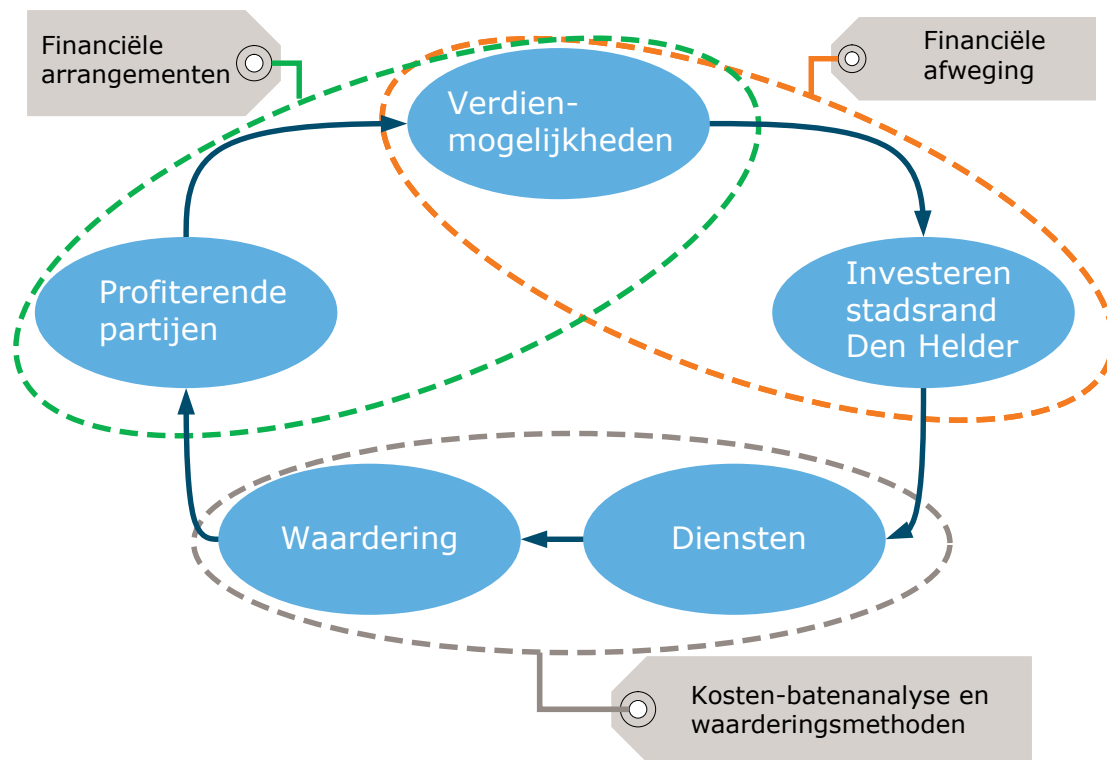 Financiële
arrangementen
Financiële
afweging
Verdien-
mogelijkheden
Profiterende
partijen
Investeren
stadsrand
Den Helder
Waardering
Diensten
Kosten-batenanalyse en
waarderingsmethoden